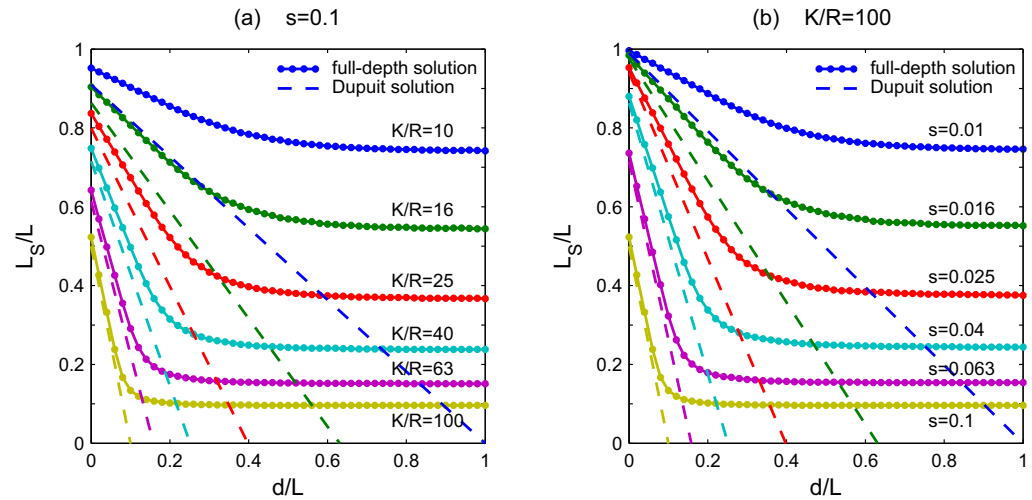 (a) s=0.1
1
0.8
0.6
0.4
0.2
0
L_S/L
full-depth solution
Dupuit solution
K/R=10
K/R=16
K/R=25
K/R=40
K/R=63
K/R=100
0 0.2 0.4 0.6 0.8 1
d/L
(b) K/R=100
1
0.8
0.6
0.4
0.2
0
L_S/L
full-depth solution
Dupuit solution
s=0.01
s=0.016
s=0.025
s=0.04
s=0.063
s=0.1
0 0.2 0.4 0.6 0.8 1
d/L